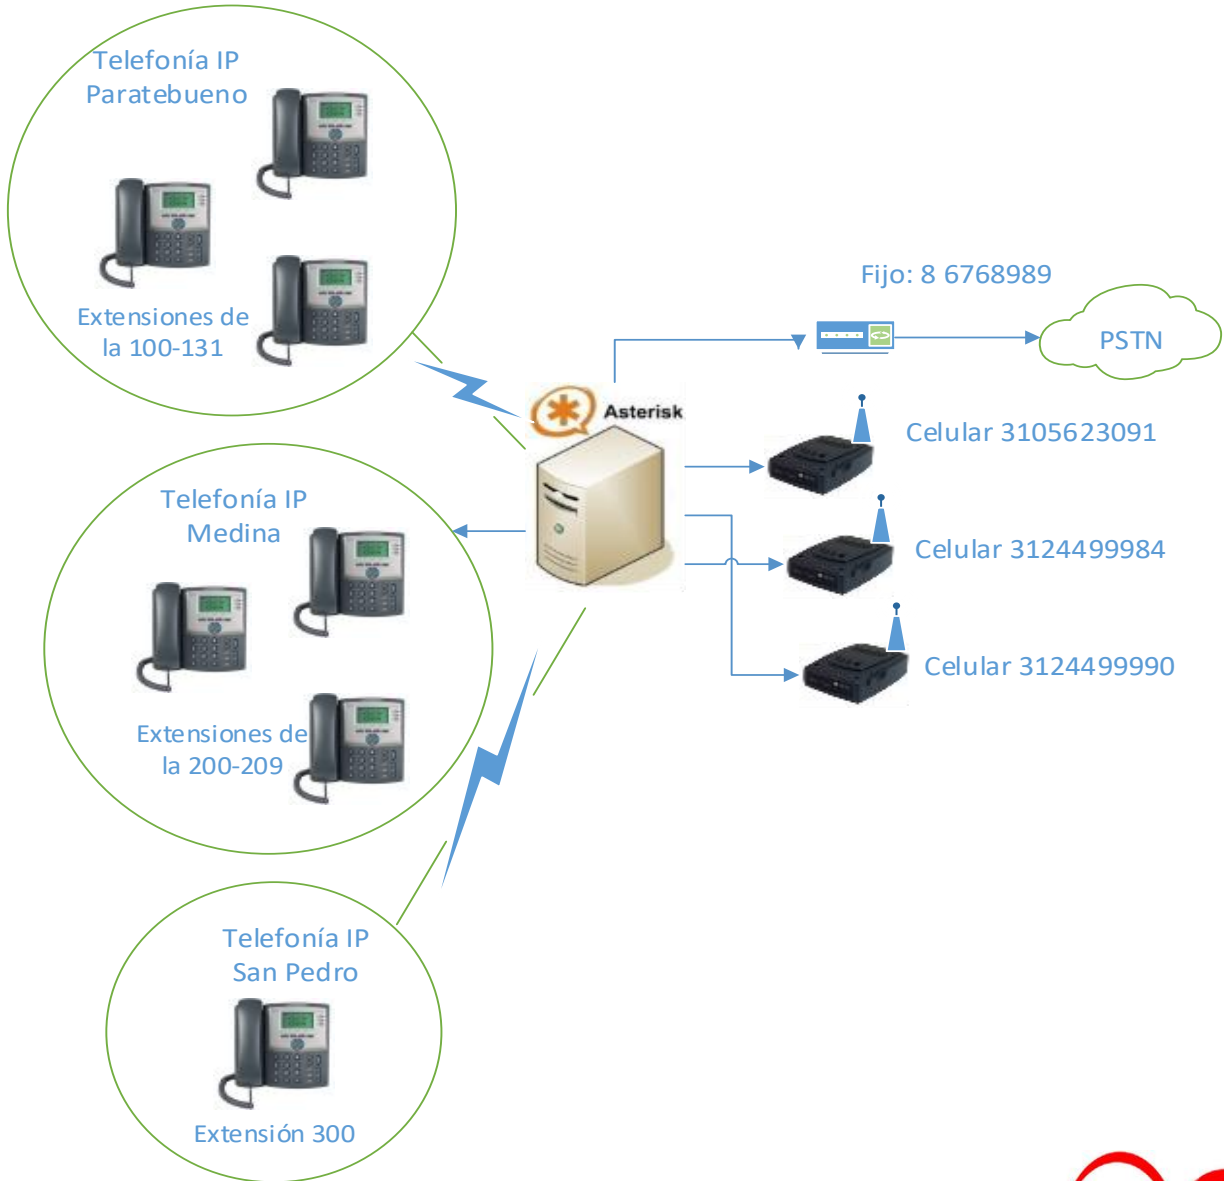 Telefonía IP
Paratebueno
Extensiones de
la 100-131
Fijo: 8 6768989
PSTN
Asterisk
Celular 3105623091
Celular 3124499984
Celular 3124499990
Telefonía IP
Medina
Extensiones de
la 200-209
Telefonía IP
San Pedro
Extensión 300